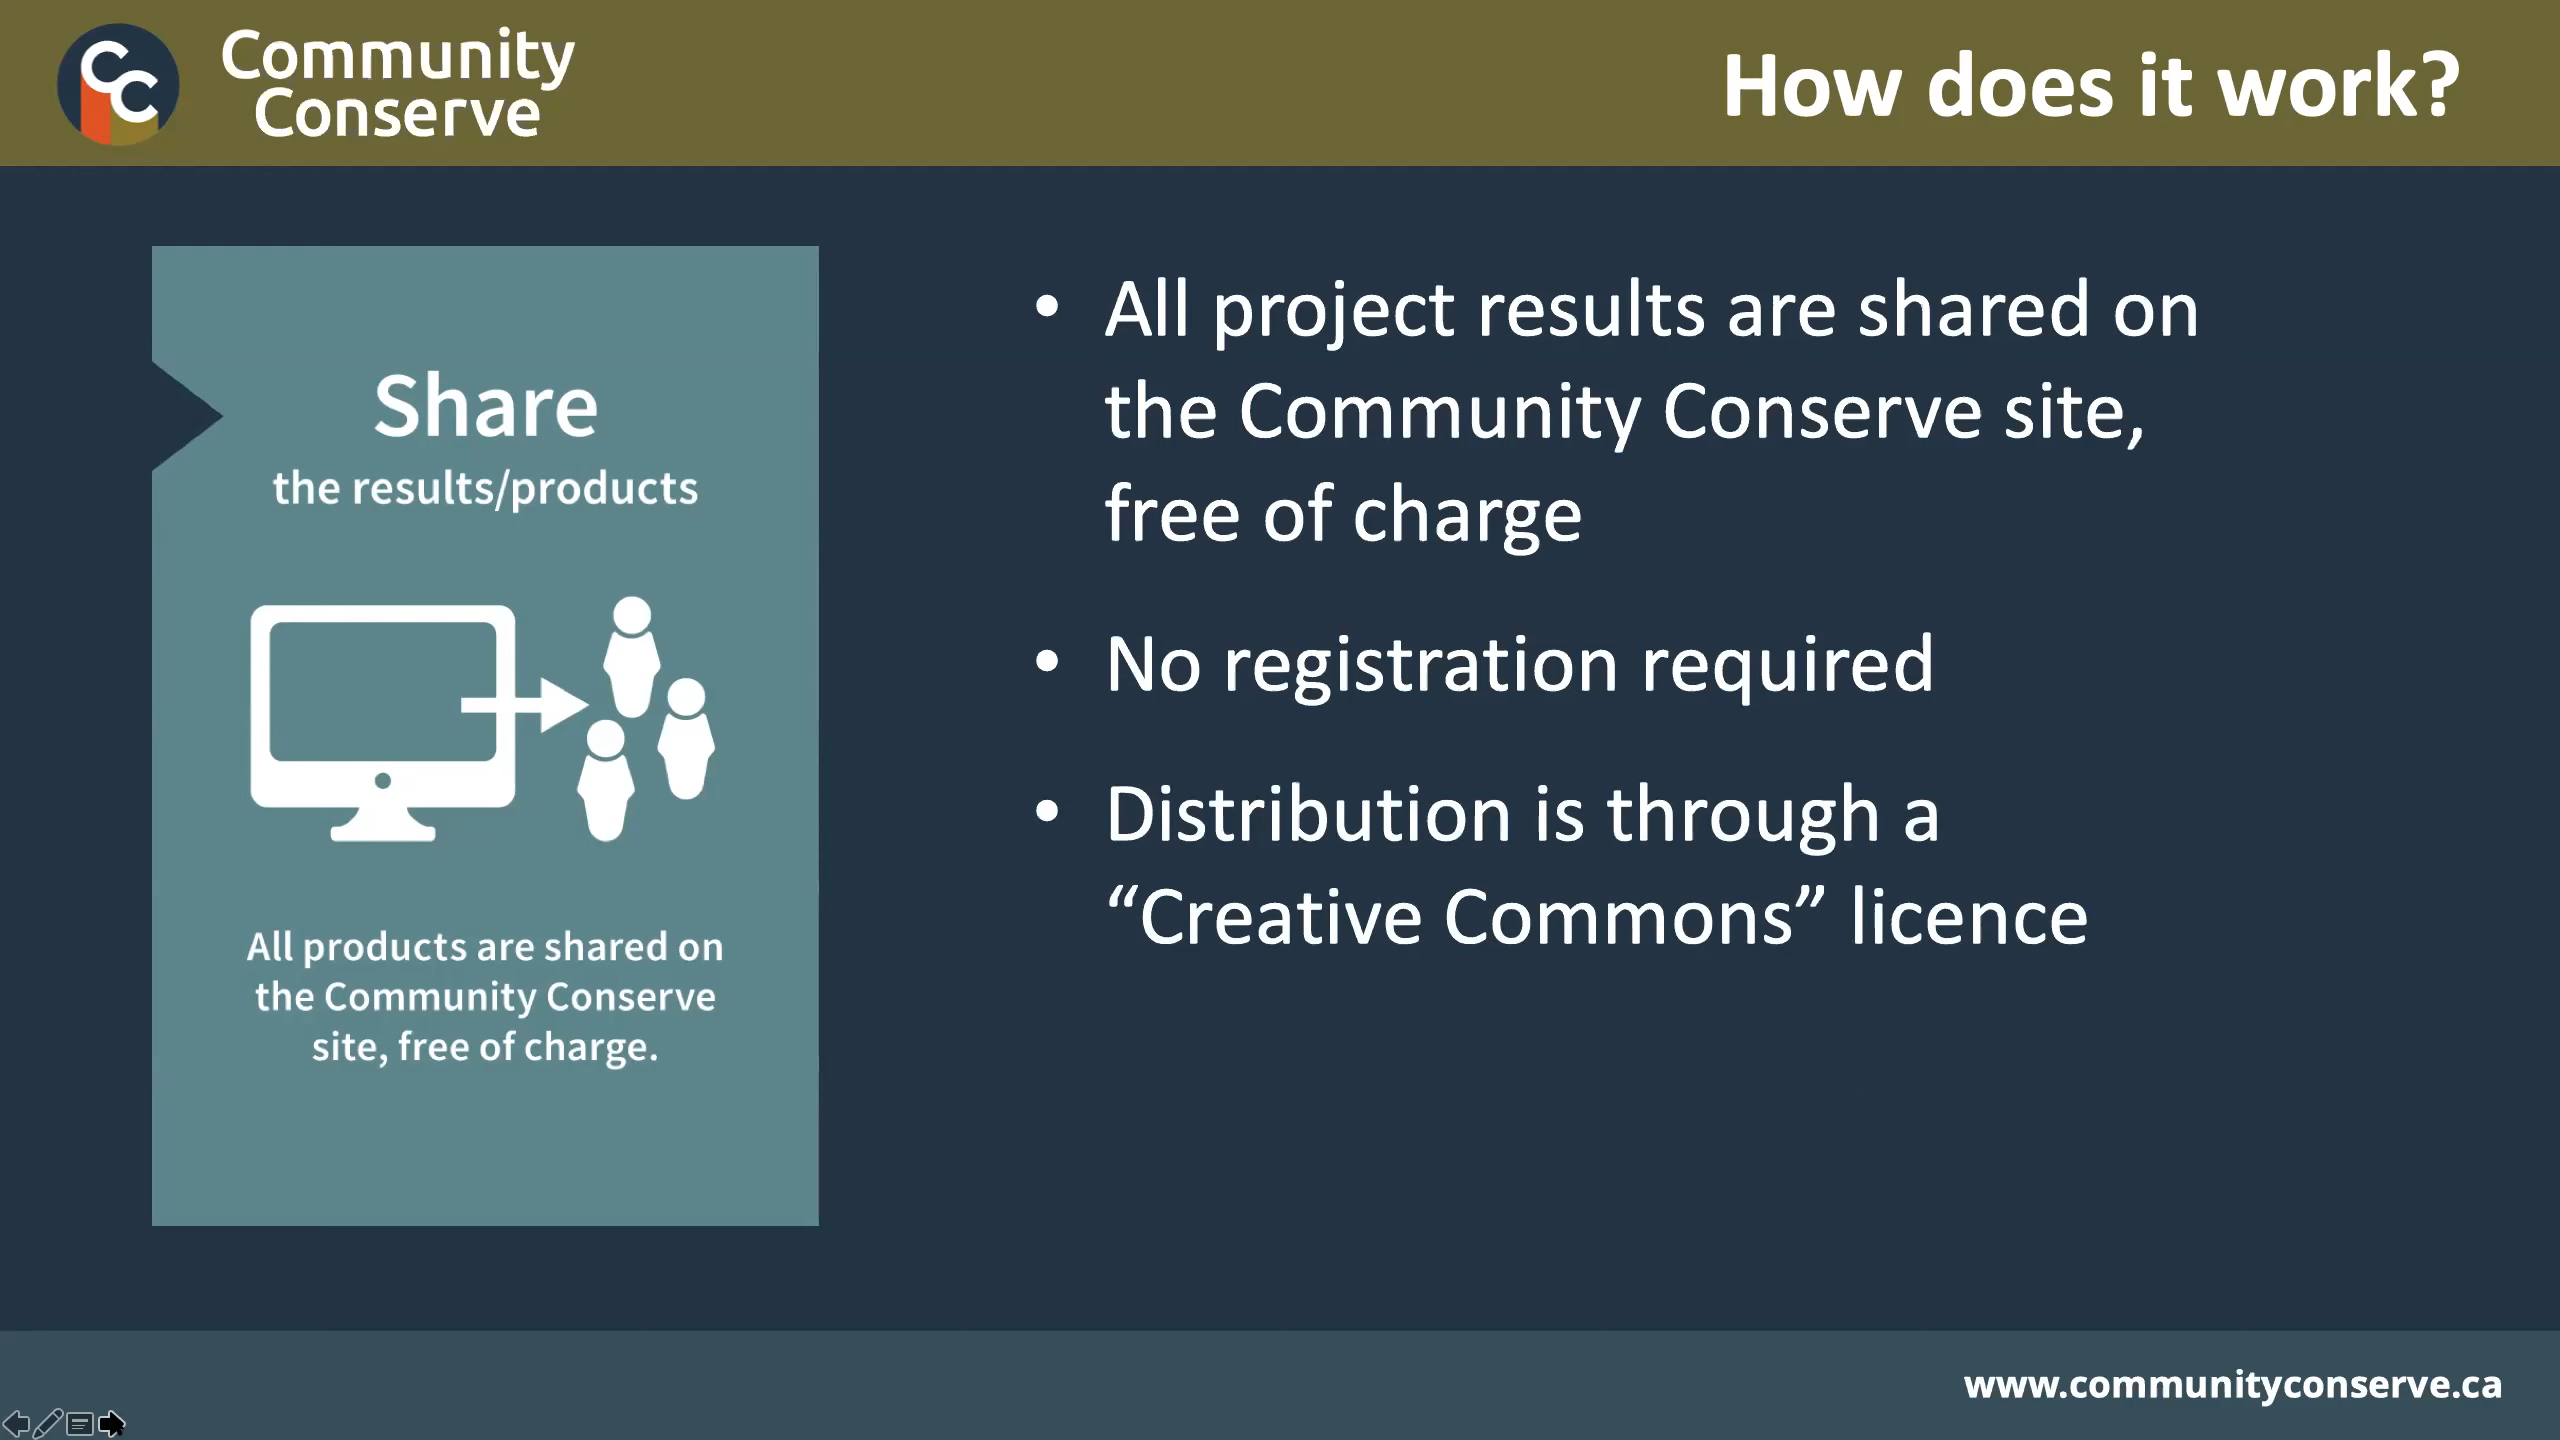 Community
Conserve
How does it work?
Share
the results/products
All products are shared on
the Community Conserve
site, free of charge.
• All project results are shared on
the Community Conserve site,
free of charge
• No registration required
• Distribution is through a
“Creative Commons” licence
www.communityconserve.ca